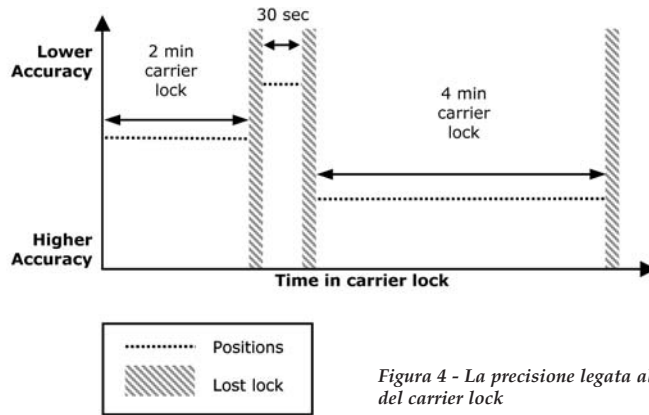 30 sec
Lower
Accuracy
2 min
carrier
lock
4 min
carrier
lock
Higher
Accuracy
Time in carrier lock
Positions
Lost lock
Figura 4 - La precisione legata al
del carrier lock